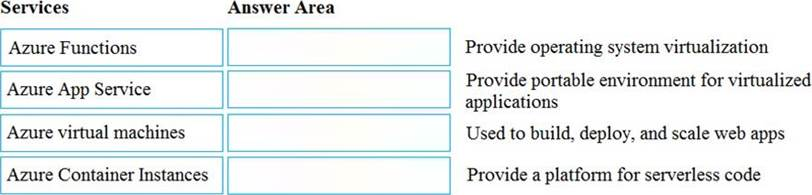 Services
Answer Area
Azure Functions
Provide operating system virtualization
Azure App Service
Provide portable environment for virtualized
applications
Azure virtual machines
Used to build, deploy, and scale web apps
Azure Container Instances
Provide a platform for serverless code